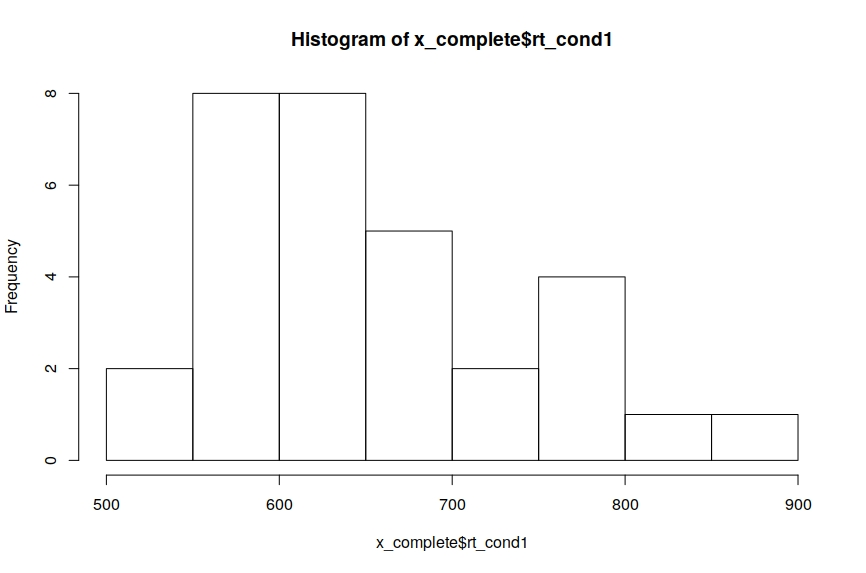 Histogram of x_complete$rt_cond1
8
6
4
2
0
Frequency
500 600 700 800 900
x_complete$rt_cond1